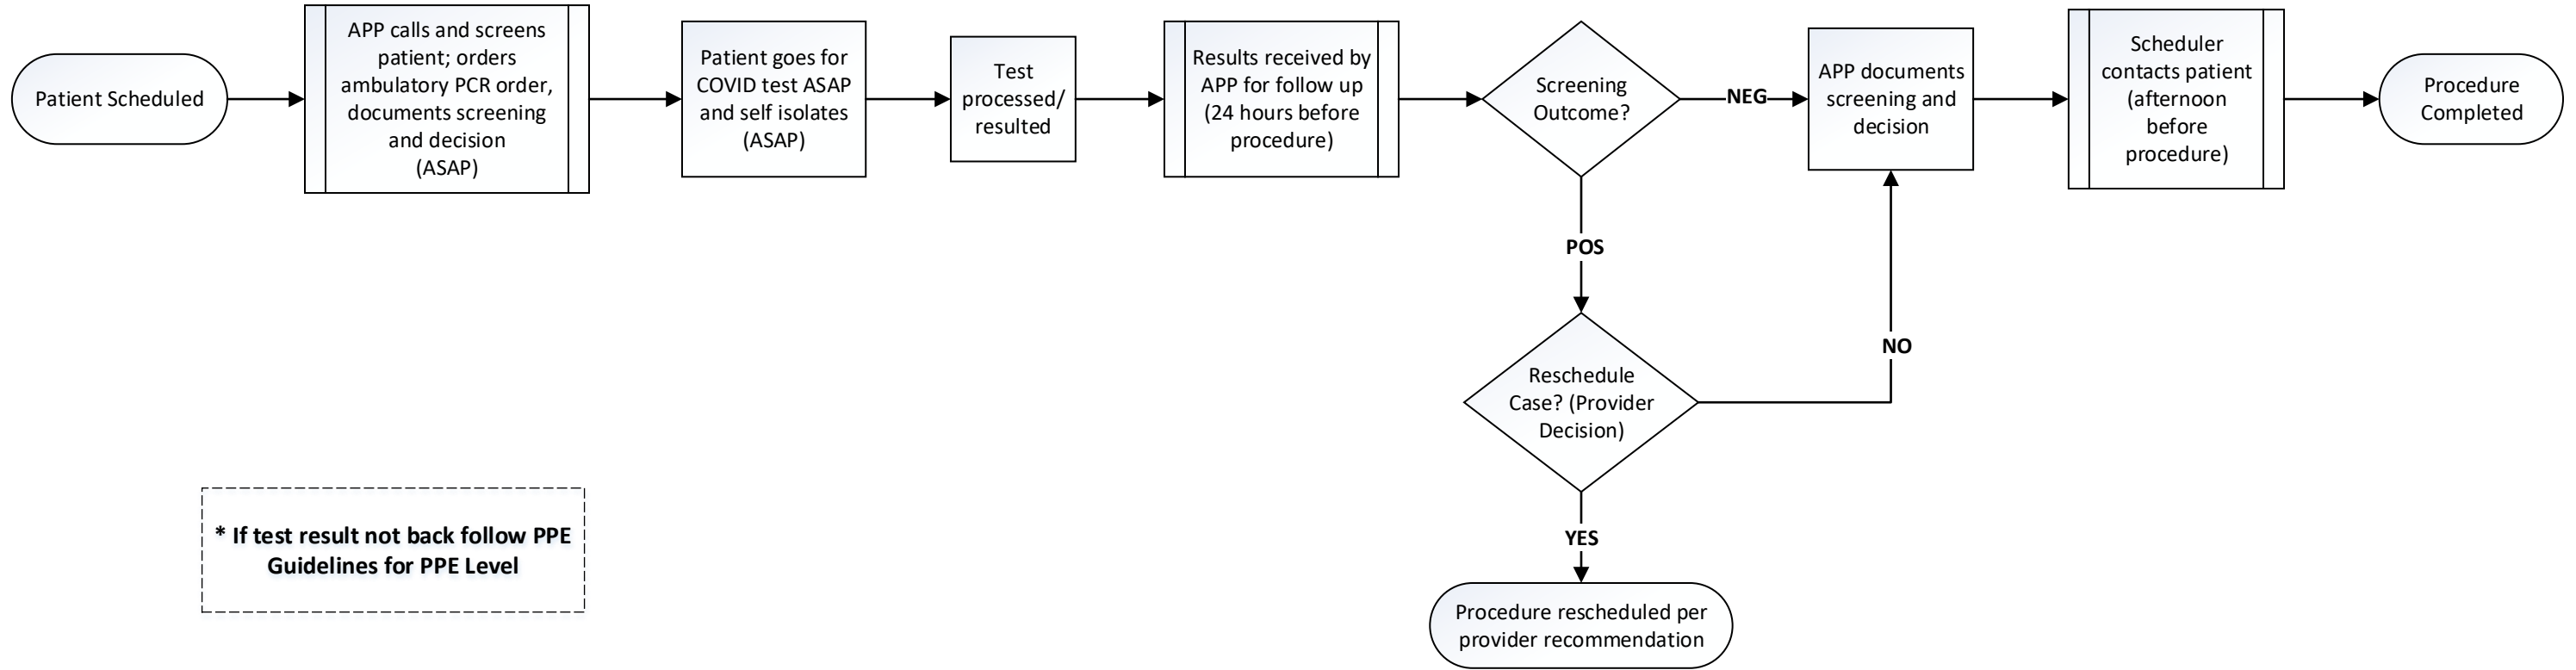 Patient Scheduled
APP calls and screens
patient; orders
ambulatory PCR order,
documents screening
and decision
(ASAP)
Patient goes for
COVID test ASAP
and self isolates
(ASAP)
Test
processed/
resulted
Results received by
APP for follow up
(24 hours before
procedure)
Screening
Outcome?
NEG
APP documents
screening and
decision
Scheduler
contacts patient
(afternoon
before
procedure)
Procedure
Completed
POS
Reschedule
Case? (Provider
Decision)
NO
YES
Procedure rescheduled per
provider recommendation
* If test result not back follow PPE
Guidelines for PPE Level